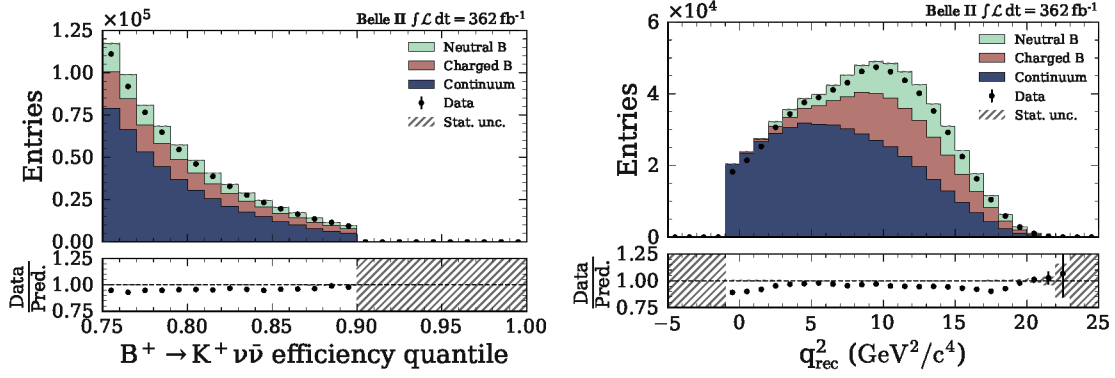 ×10⁵
Belle II ∫ℒ dt = 362 fb⁻¹
1.25
1.00
0.75
0.50
0.25
0.00
Entries
Neutral B
Charged B
Continuum
Data
Stat. unc.
1.25
1.00
0.75
Data
Pred.
0.75 0.80 0.85 0.90 0.95 1.00
B⁺ → K⁺ νν̄ efficiency quantile
×10⁴
Belle II ∫ℒ dt = 362 fb⁻¹
6
4
2
0
Entries
Neutral B
Charged B
Continuum
Data
Stat. unc.
1.25
1.00
0.75
Data
Pred.
−5 0 5 10 15 20 25
q²rec (GeV²/c⁴)